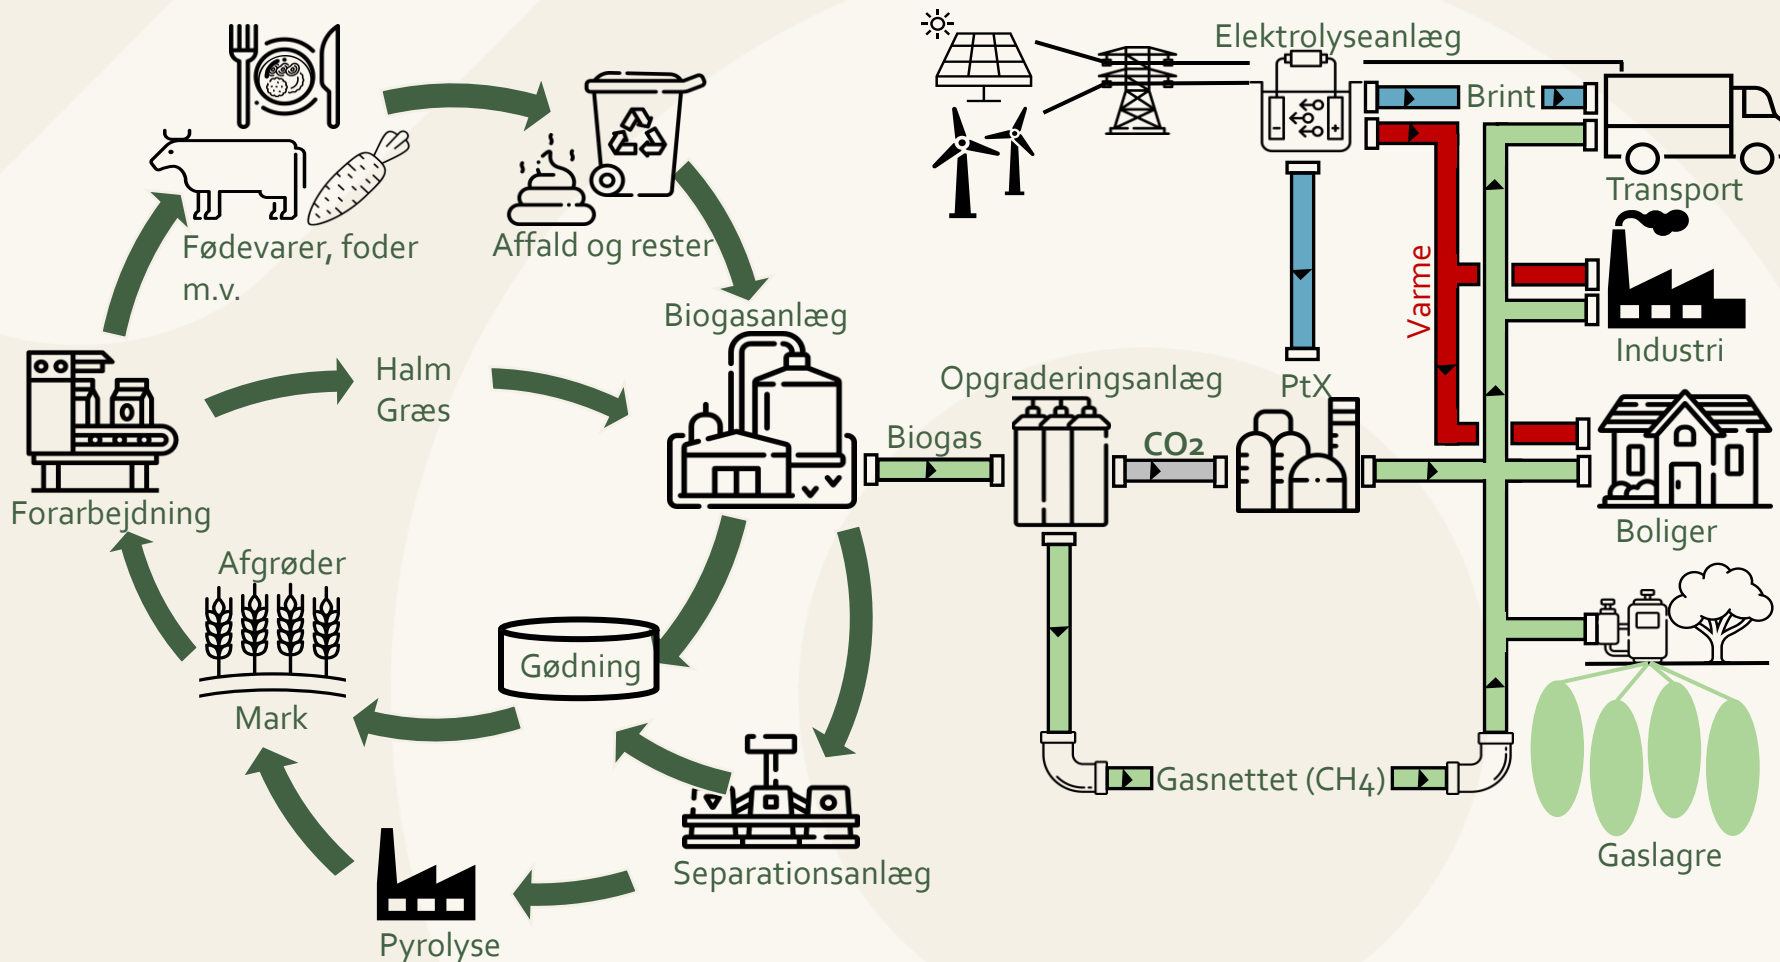 Elektrolyseanlæg
Brint
Transport
Fødevarer, foder
m.v.
Affald og rester
Varme
Biogasanlæg
Industri
Halm
Græs
Opgraderingsanlæg
PtX
Biogas
CO2
Forarbejdning
Boliger
Afgrøder
Gødning
Mark
Gasnettet (CH4)
Gaslagre
Separationsanlæg
Pyrolyse